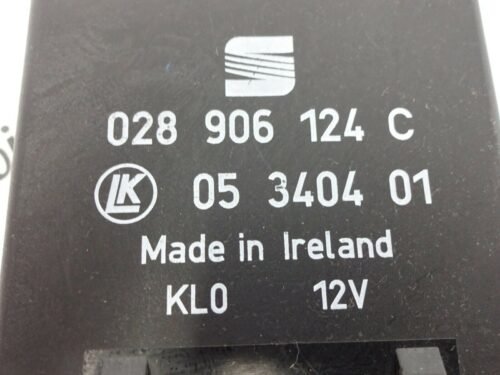 028 906 124 C
LK 05 3404 01
Made in Ireland
KL0 12V